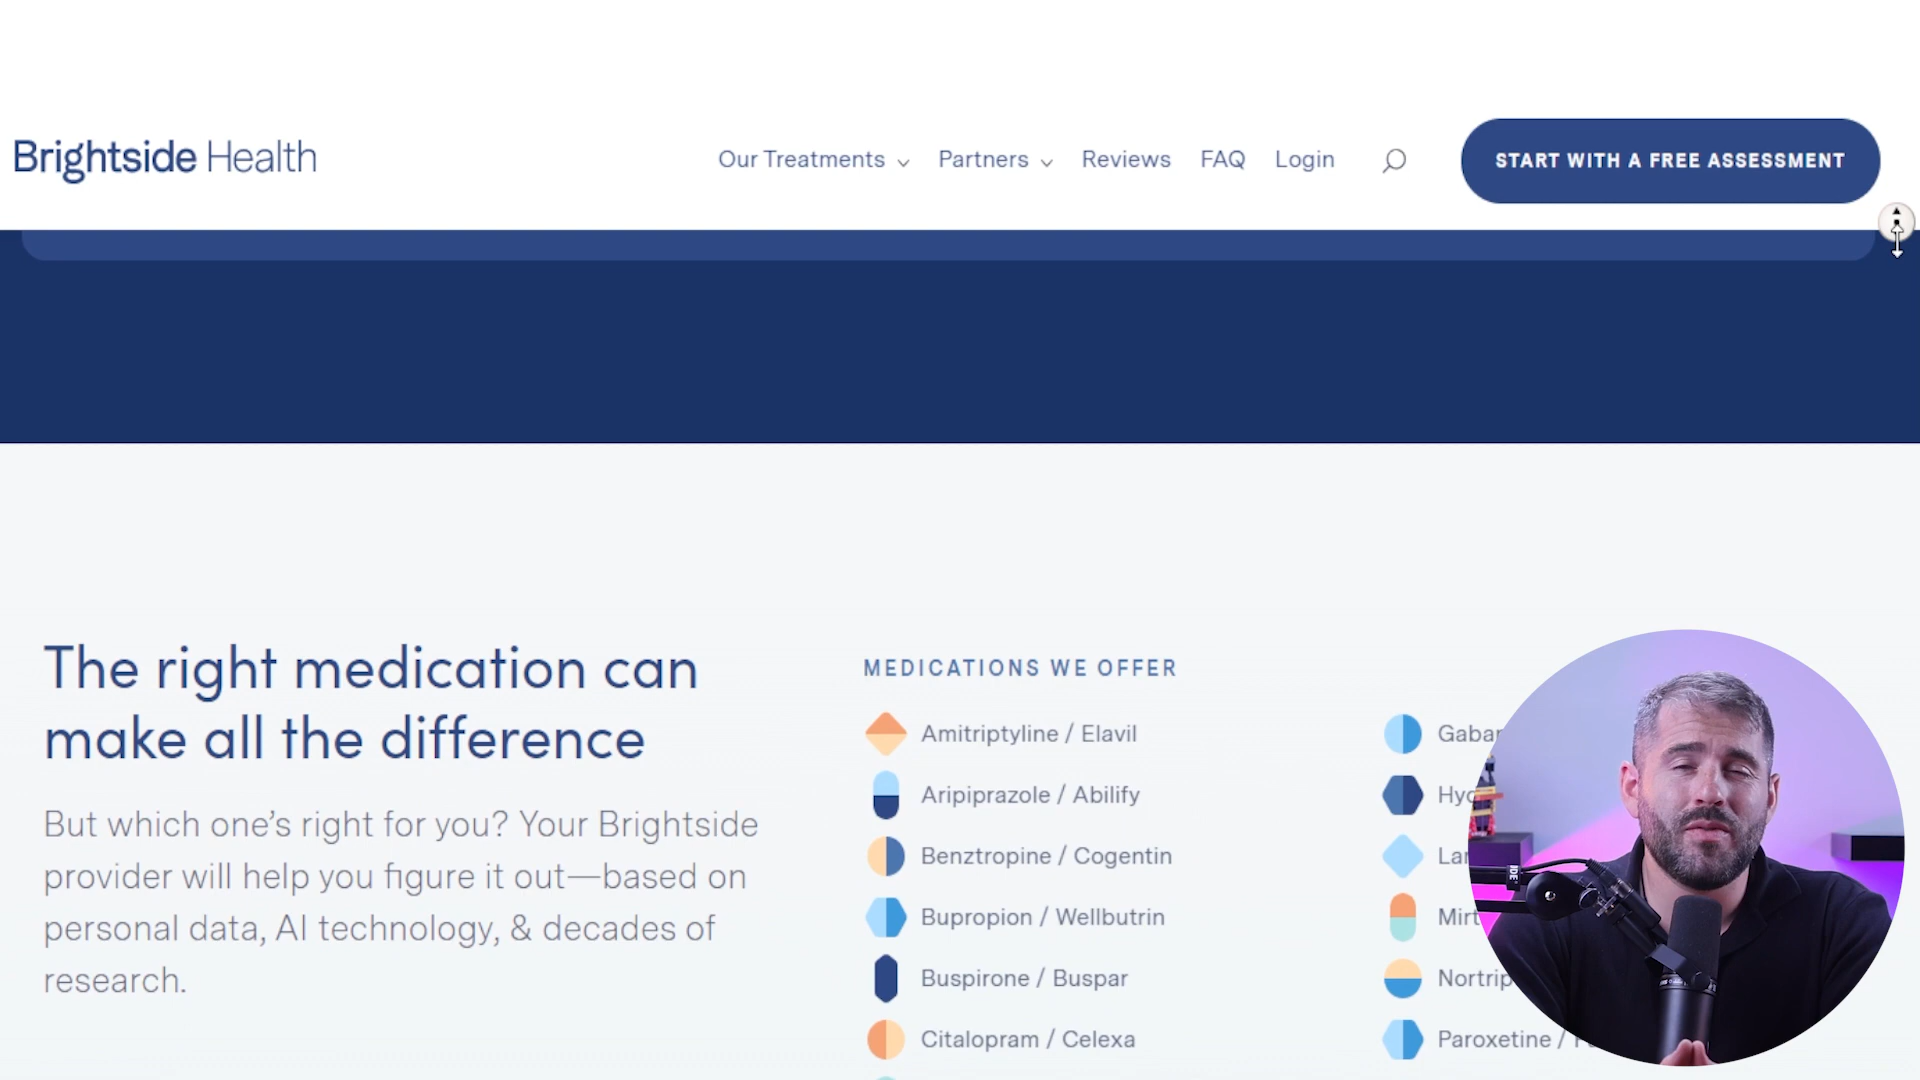 Brightside Health
Our Treatments
Partners
Reviews
FAQ
Login
START WITH A FREE ASSESSMENT
The right medication can
make all the difference
But which one’s right for you? Your Brightside
provider will help you figure it out—based on
personal data, AI technology, & decades of
research.
MEDICATIONS WE OFFER
Amitriptyline / Elavil
Aripiprazole / Abilify
Benztropine / Cogentin
Bupropion / Wellbutrin
Buspirone / Buspar
Citalopram / Celexa
Paroxetine /